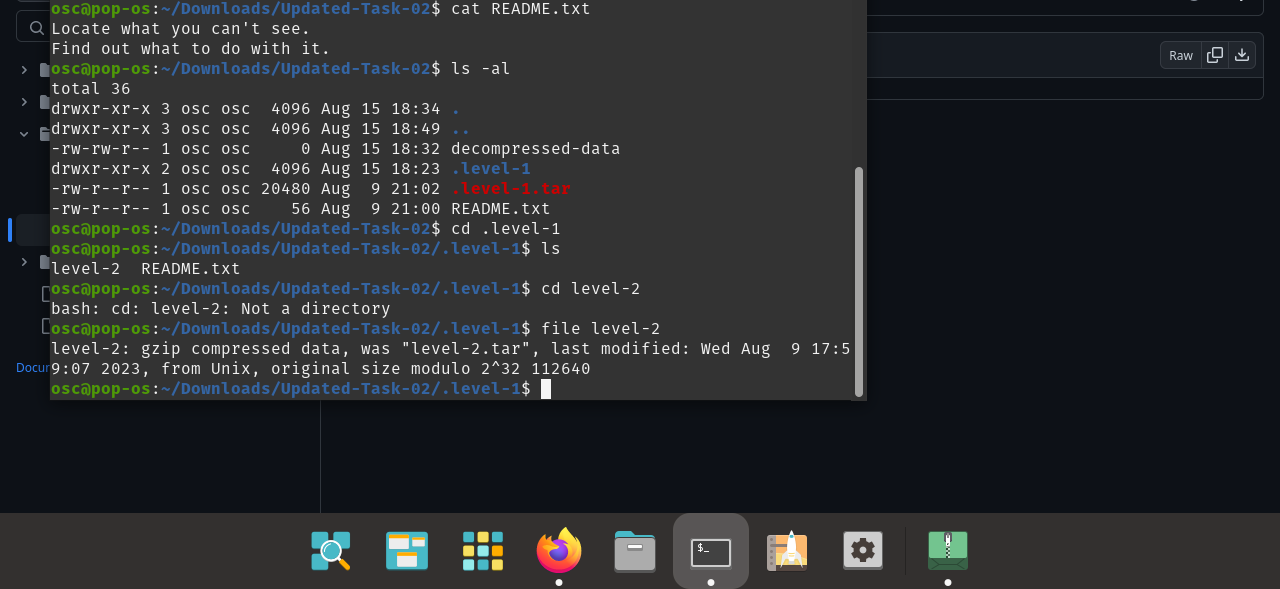 osc@pop-os:~/Downloads/Updated-Task-02$ cat README.txt
Locate what you can't see.
Find out what to do with it.
osc@pop-os:~/Downloads/Updated-Task-02$ ls -al
total 36
drwxr-xr-x 3 osc osc  4096 Aug 15 18:34 .
drwxr-xr-x 3 osc osc  4096 Aug 15 18:49 ..
-rw-rw-r-- 1 osc osc     0 Aug 15 18:32 decompressed-data
drwxr-xr-x 2 osc osc  4096 Aug 15 18:23 .level-1
-rw-r--r-- 1 osc osc 20480 Aug  9 21:02 .level-1.tar
-rw-r--r-- 1 osc osc    56 Aug  9 21:00 README.txt
osc@pop-os:~/Downloads/Updated-Task-02$ cd .level-1
osc@pop-os:~/Downloads/Updated-Task-02/.level-1$ ls
level-2  README.txt
osc@pop-os:~/Downloads/Updated-Task-02/.level-1$ cd level-2
bash: cd: level-2: Not a directory
osc@pop-os:~/Downloads/Updated-Task-02/.level-1$ file level-2
level-2: gzip compressed data, was "level-2.tar", last modified: Wed Aug  9 17:5
9:07 2023, from Unix, original size modulo 2^32 112640
osc@pop-os:~/Downloads/Updated-Task-02/.level-1$
Raw
Docur
$_